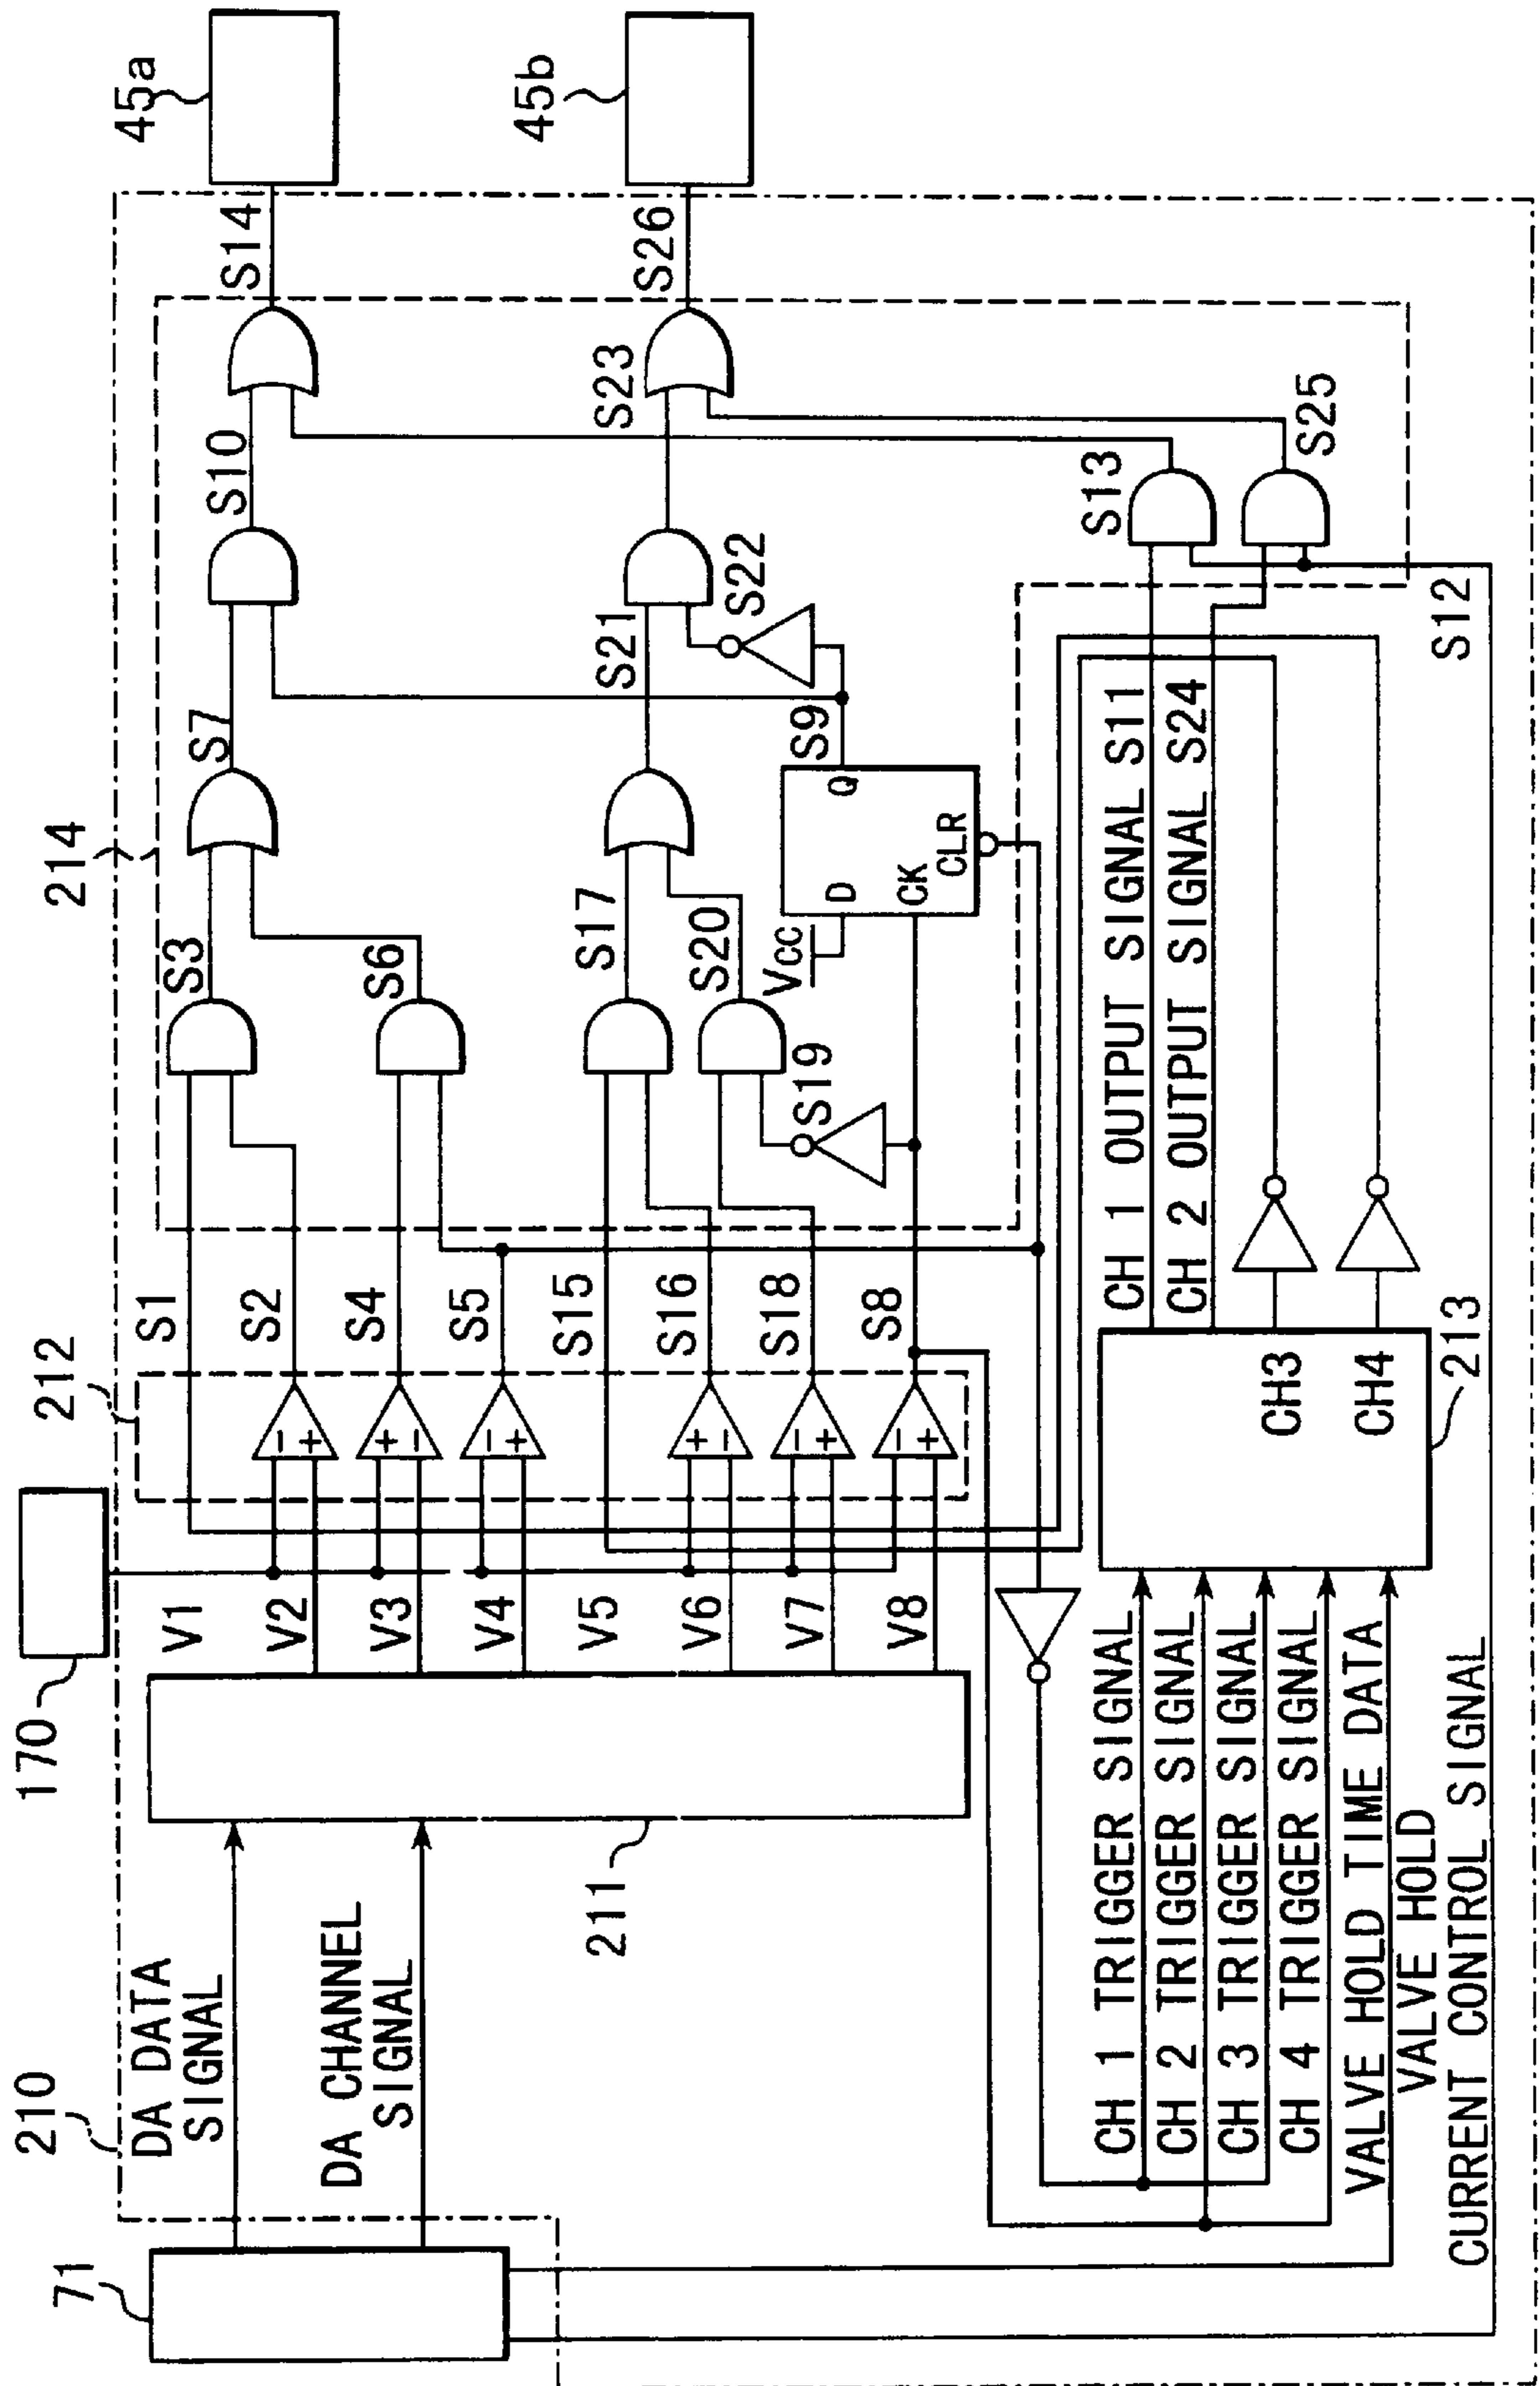 45a
45b
S14
S26
214
S10
S23
S7
S21
S22
S13
S25
S3
S6
S17
S20
S9
Q
D
CK
CLR
VCC
S19
S12
212
S1
S2
S4
S5
S15
S16
S18
S8
CH 1 OUTPUT SIGNAL S11
CH 2 OUTPUT SIGNAL S24
CH3
CH4
213
170
V1
V2
V3
V4
V5
V6
V7
V8
−
+
+
−
−
+
+
−
−
+
−
+
211
210
DA DATA
SIGNAL
DA CHANNEL
SIGNAL
71
CH 1 TRIGGER SIGNAL
CH 2 TRIGGER SIGNAL
CH 3 TRIGGER SIGNAL
CH 4 TRIGGER SIGNAL
VALVE HOLD TIME DATA
VALVE HOLD
CURRENT CONTROL SIGNAL